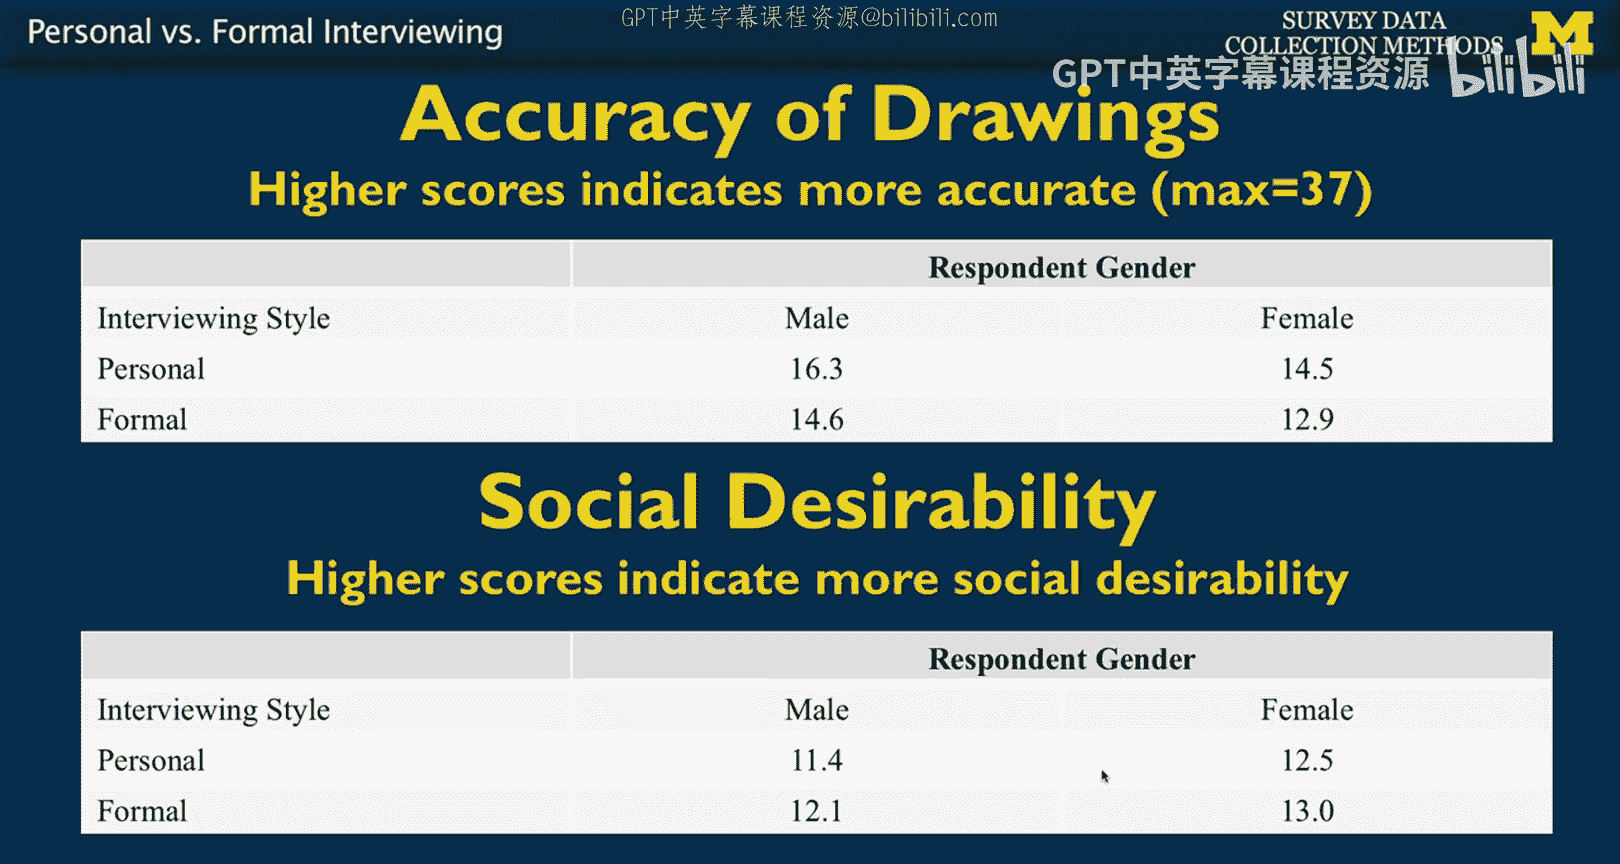 Personal vs. Formal Interviewing
GPT中英字幕课程资源@bilibili.com
SURVEY DATA
COLLECTION METHODS
M
GPT中英字幕课程资源 bilibili
Accuracy of Drawings
Higher scores indicates more accurate (max=37)
Respondent Gender
Interviewing Style Male Female
Personal 16.3 14.5
Formal 14.6 12.9
Social Desirability
Higher scores indicate more social desirability
Respondent Gender
Interviewing Style Male Female
Personal 11.4 12.5
Formal 12.1 13.0